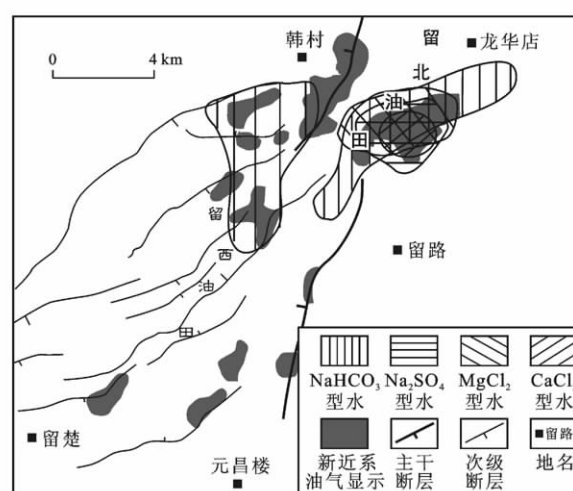 0 4 km
韩村
留
北
油
田
龙华店
留路
留
西
油
田
留楚
元昌楼
NaHCO₃ Na₂SO₄ MgCl₂ CaCl
型水 型水 型水 型水
留路
新近系 主干 次级 地名
油气显示 断层 断层